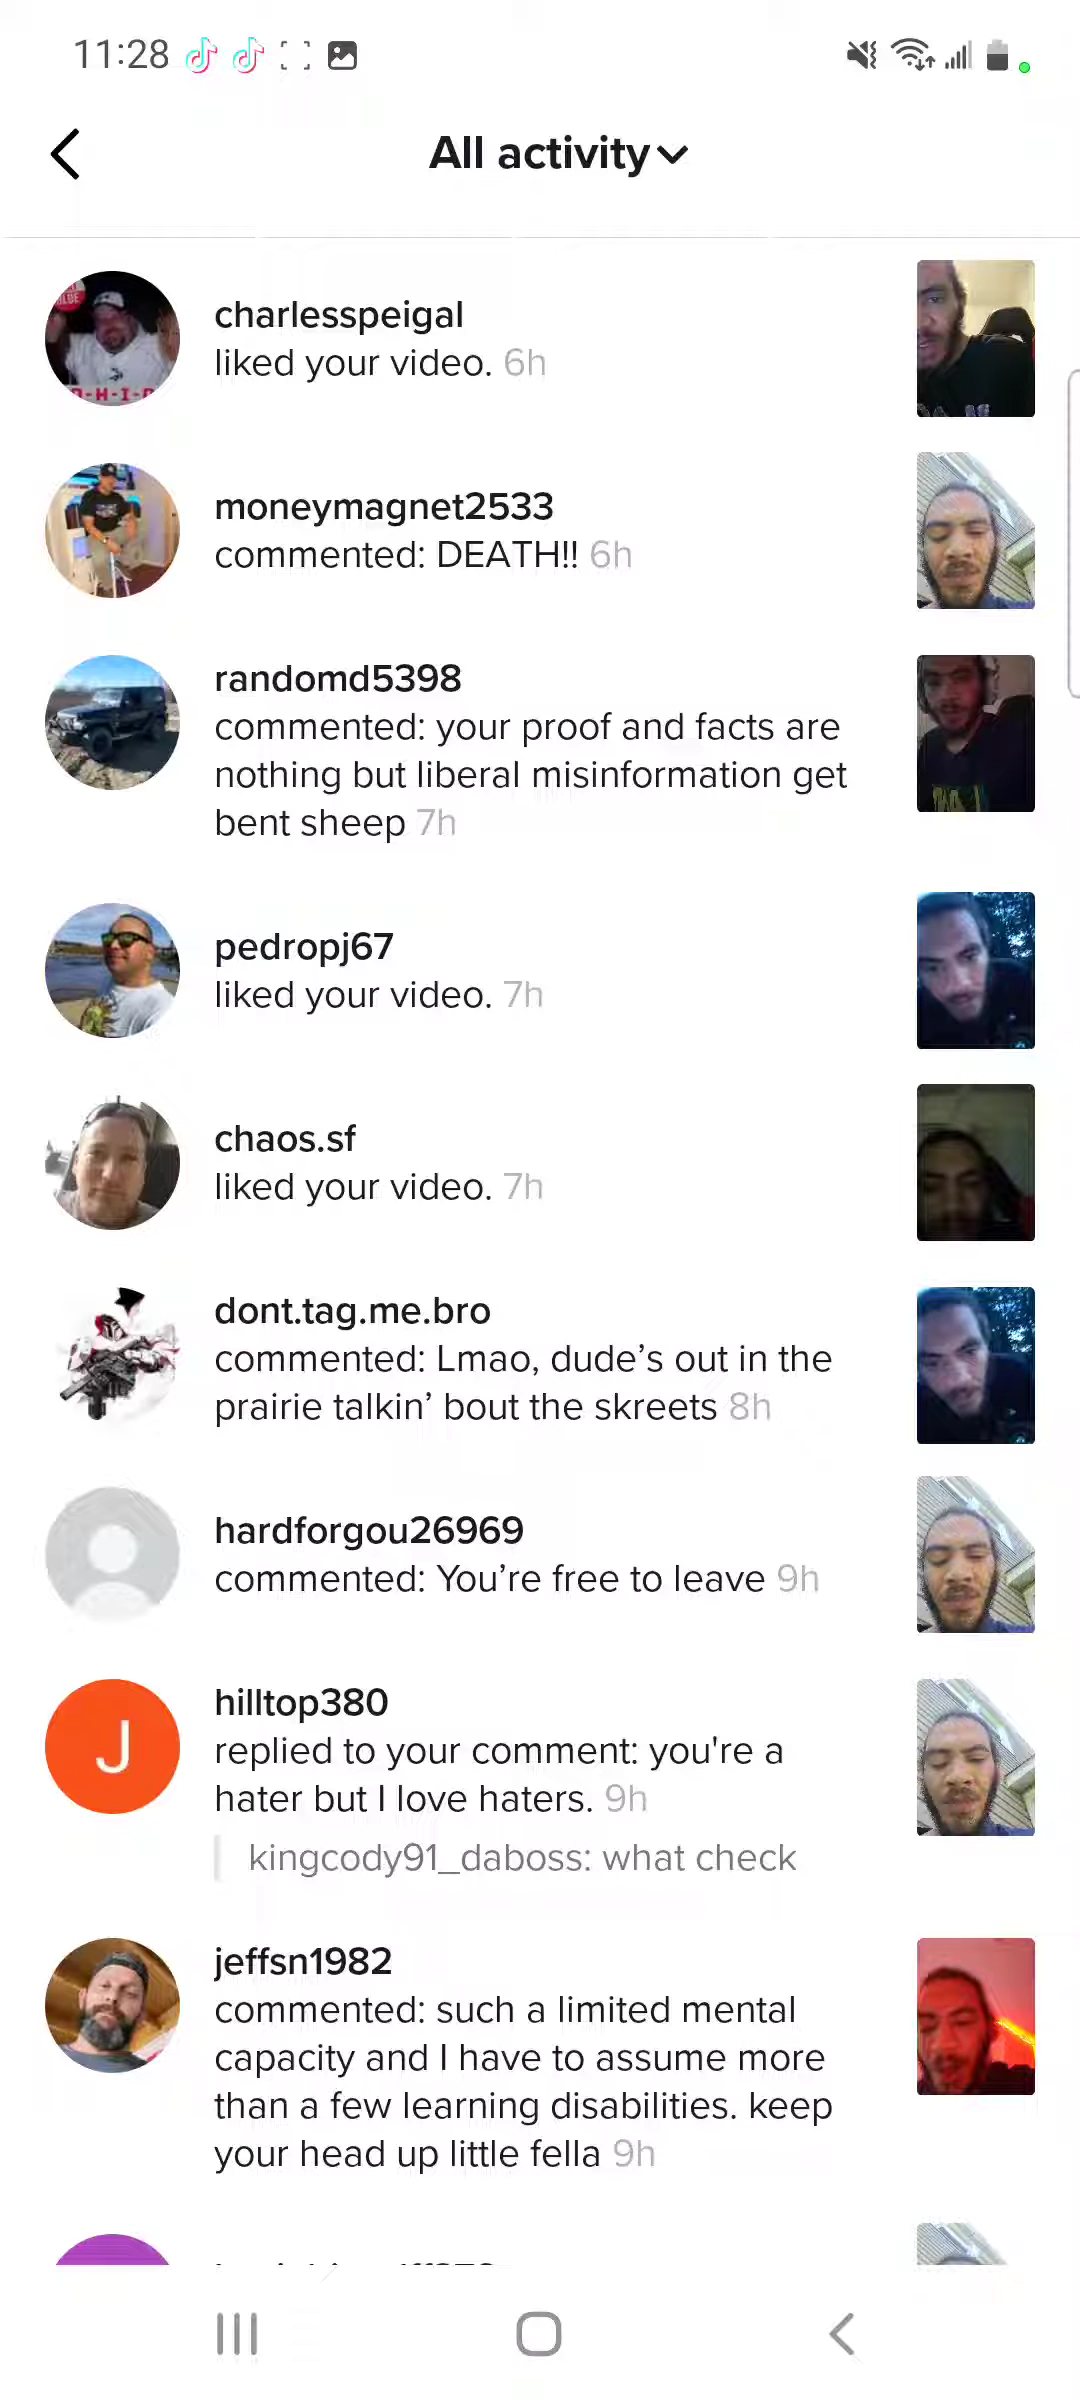 11:28
All activity
charlesspeigal
liked your video. 6h
moneymagnet2533
commented: DEATH!! 6h
randomd5398
commented: your proof and facts are
nothing but liberal misinformation get
bent sheep 7h
pedropj67
liked your video. 7h
chaos.sf
liked your video. 7h
dont.tag.me.bro
commented: Lmao, dude’s out in the
prairie talkin’ bout the skreets 8h
hardforgou26969
commented: You’re free to leave 9h
J
hilltop380
replied to your comment: you're a
hater but I love haters. 9h
kingcody91_daboss: what check
jeffsn1982
commented: such a limited mental
capacity and I have to assume more
than a few learning disabilities. keep
your head up little fella 9h